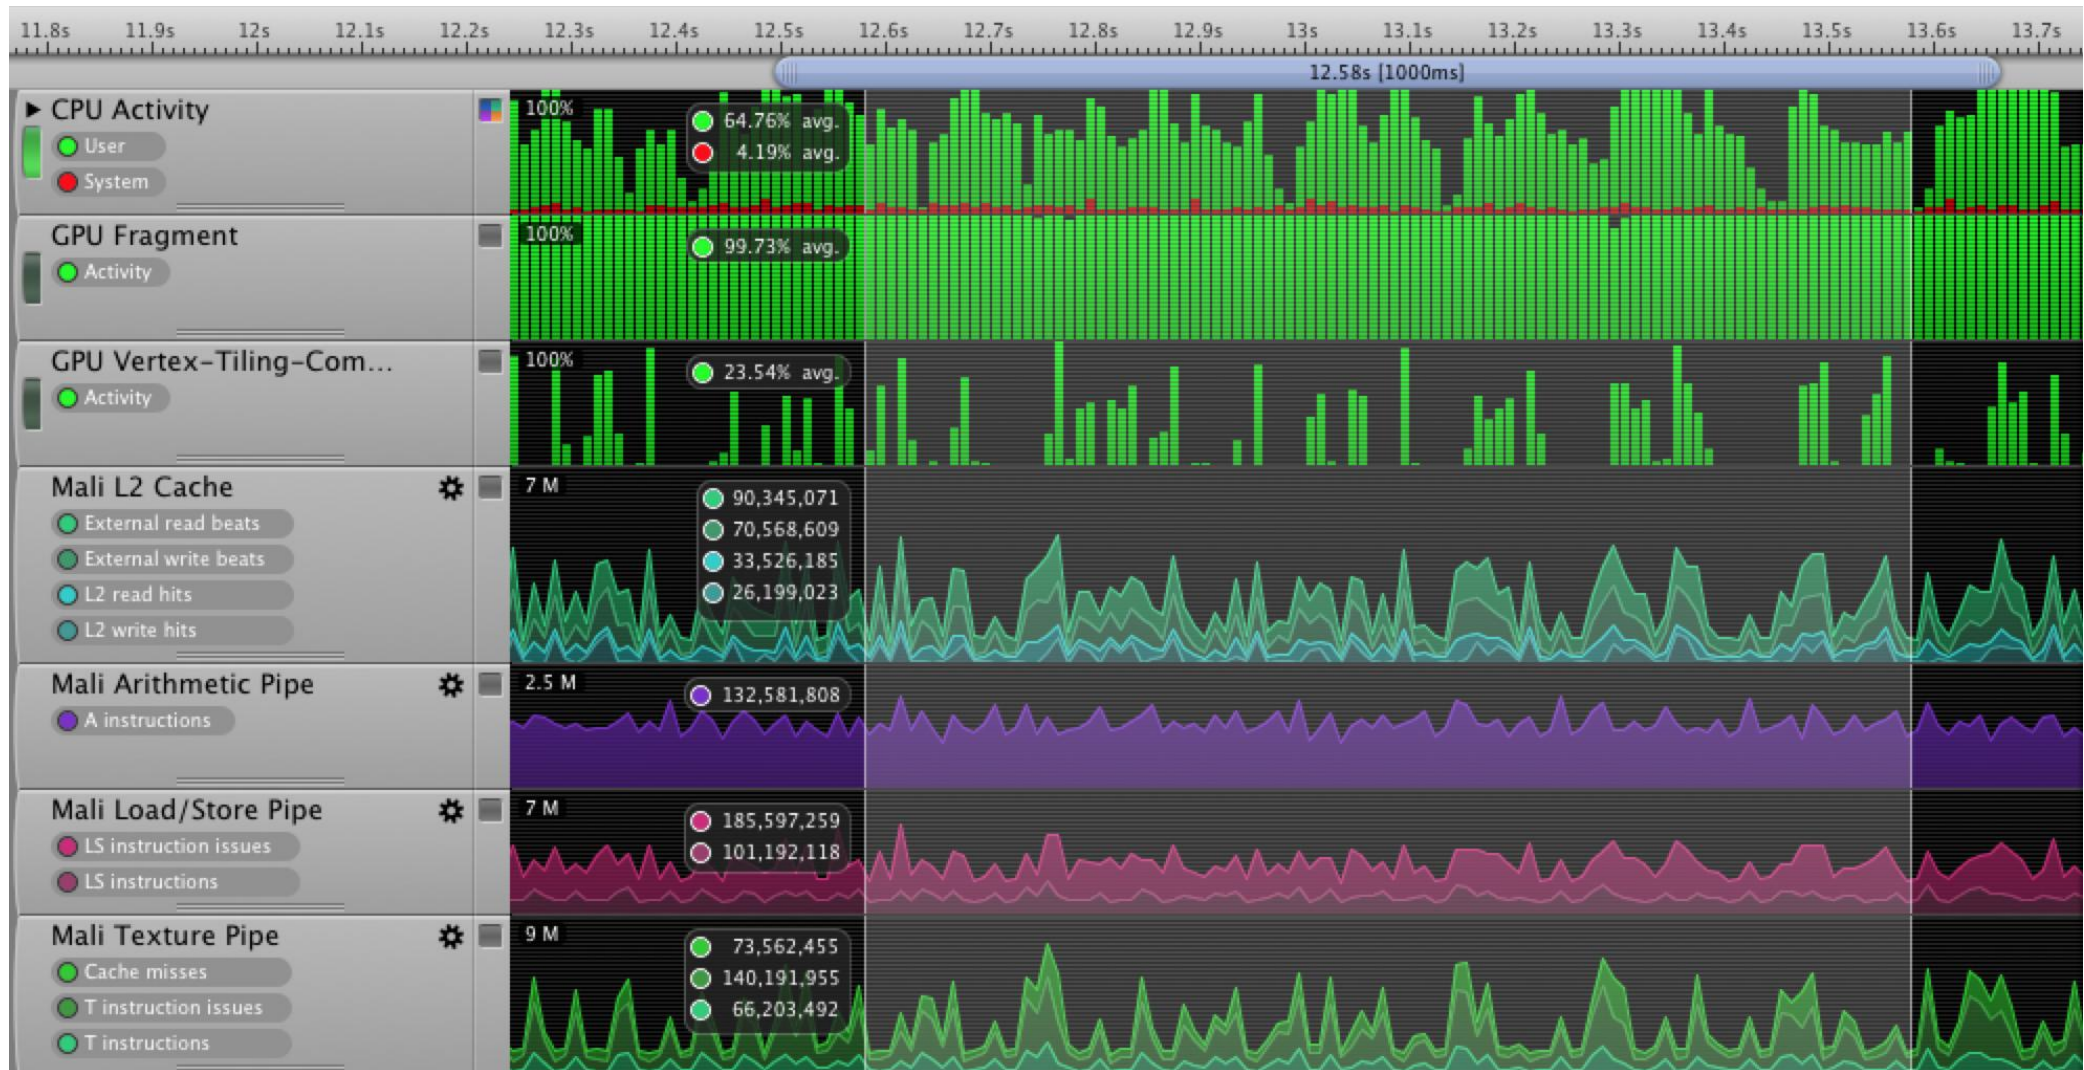 11.8s 11.9s 12s 12.1s 12.2s 12.3s 12.4s 12.5s 12.6s 12.7s 12.8s 12.9s 13s 13.1s 13.2s 13.3s 13.4s 13.5s 13.6s 13.7s
12.58s [1000ms]
CPU Activity
100%
64.76% avg.
User
4.19% avg.
System
GPU Fragment
100%
99.73% avg.
Activity
GPU Vertex-Tiling-Com...
100%
23.54% avg.
Activity
Mali L2 Cache
7 M
90,345,071
External read beats
70,568,609
External write beats
33,526,185
L2 read hits
26,199,023
L2 write hits
Mali Arithmetic Pipe
2.5 M
132,581,808
A instructions
Mali Load/Store Pipe
7 M
185,597,259
LS instruction issues
101,192,118
LS instructions
Mali Texture Pipe
9 M
73,562,455
Cache misses
140,191,955
T instruction issues
66,203,492
T instructions